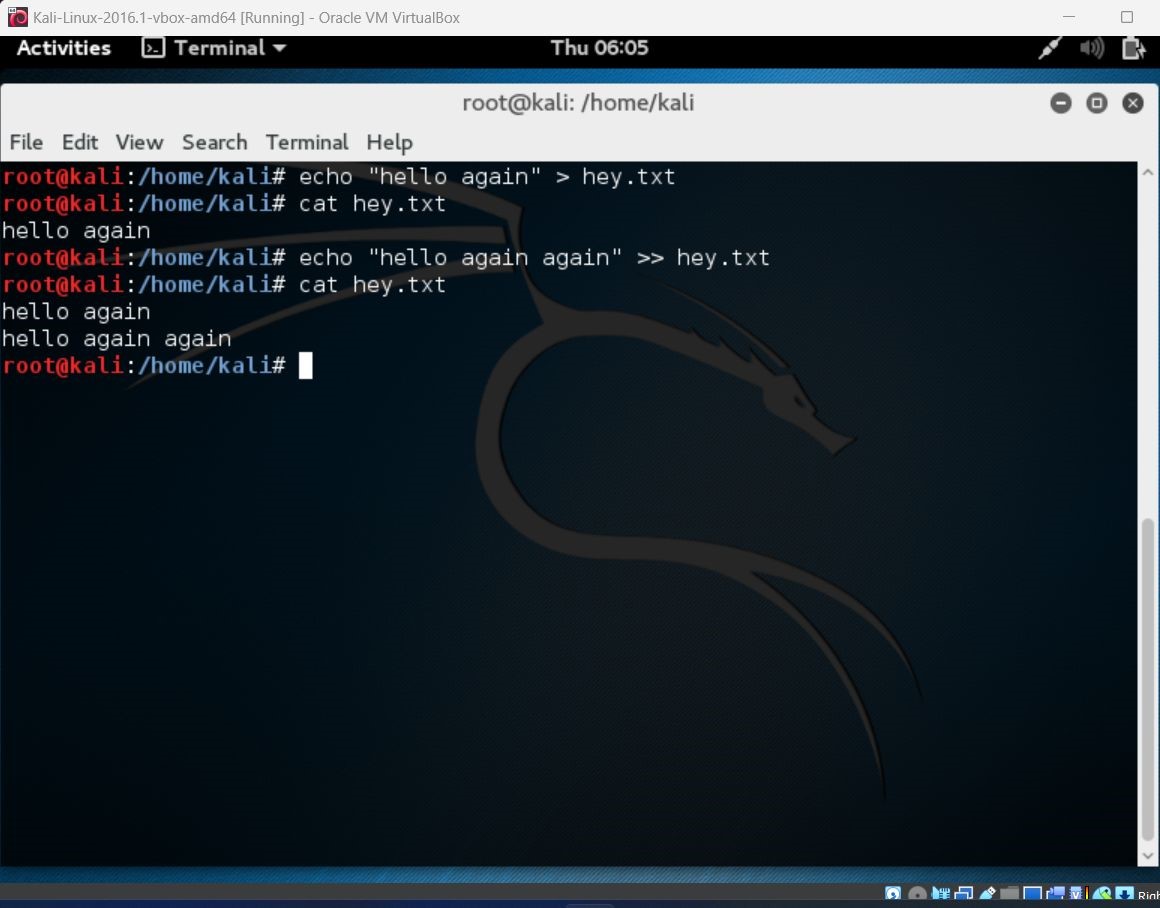 Kali-Linux-2016.1-vbox-amd64 [Running] - Oracle VM VirtualBox
Activities Terminal Thu 06:05
root@kali: /home/kali
File Edit View Search Terminal Help
root@kali:/home/kali# echo "hello again" > hey.txt
root@kali:/home/kali# cat hey.txt
hello again
root@kali:/home/kali# echo "hello again again" >> hey.txt
root@kali:/home/kali# cat hey.txt
hello again
hello again again
root@kali:/home/kali#
Righ